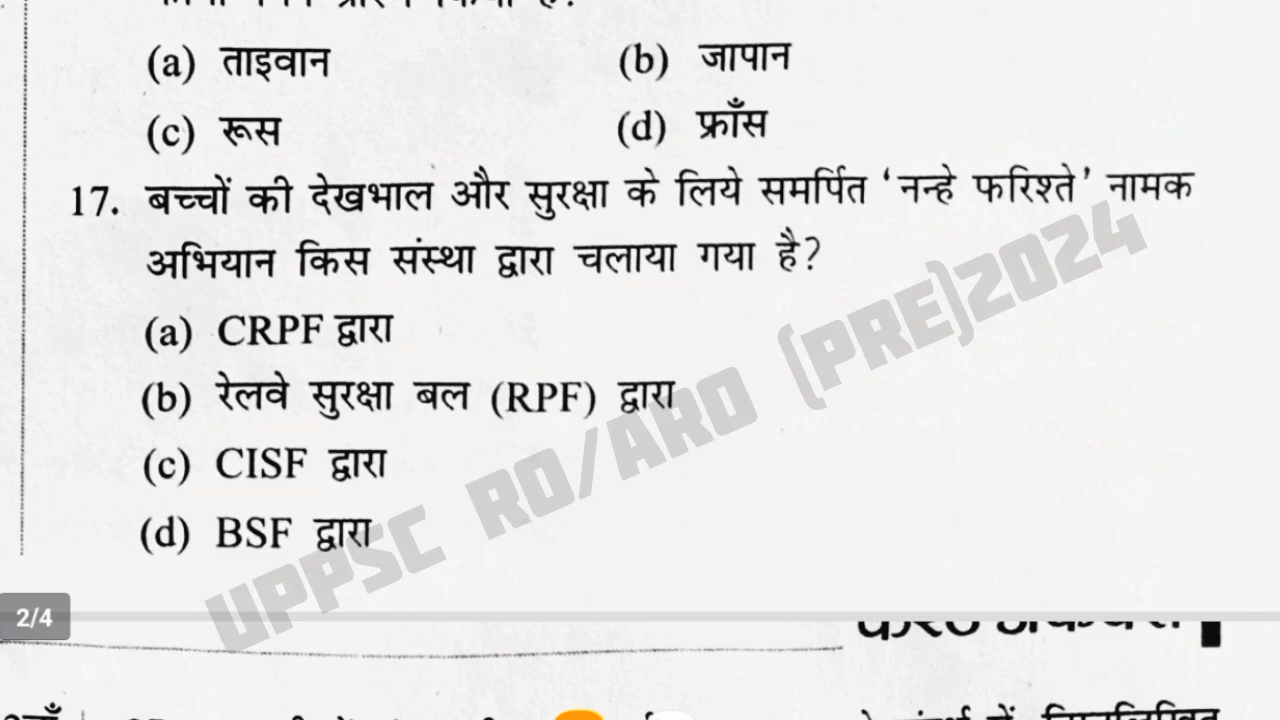 (a) ताइवान (b) जापान
(c) रूस (d) फ्राँस
17. बच्चों की देखभाल और सुरक्षा के लिये समर्पित ‘नन्हे फरिश्ते’ नामक
अभियान किस संस्था द्वारा चलाया गया है?
(a) CRPF द्वारा
(b) रेलवे सुरक्षा बल (RPF) द्वारा
(c) CISF द्वारा
(d) BSF द्वारा
UPPSC RO/ARO (PRE)2024
2/4